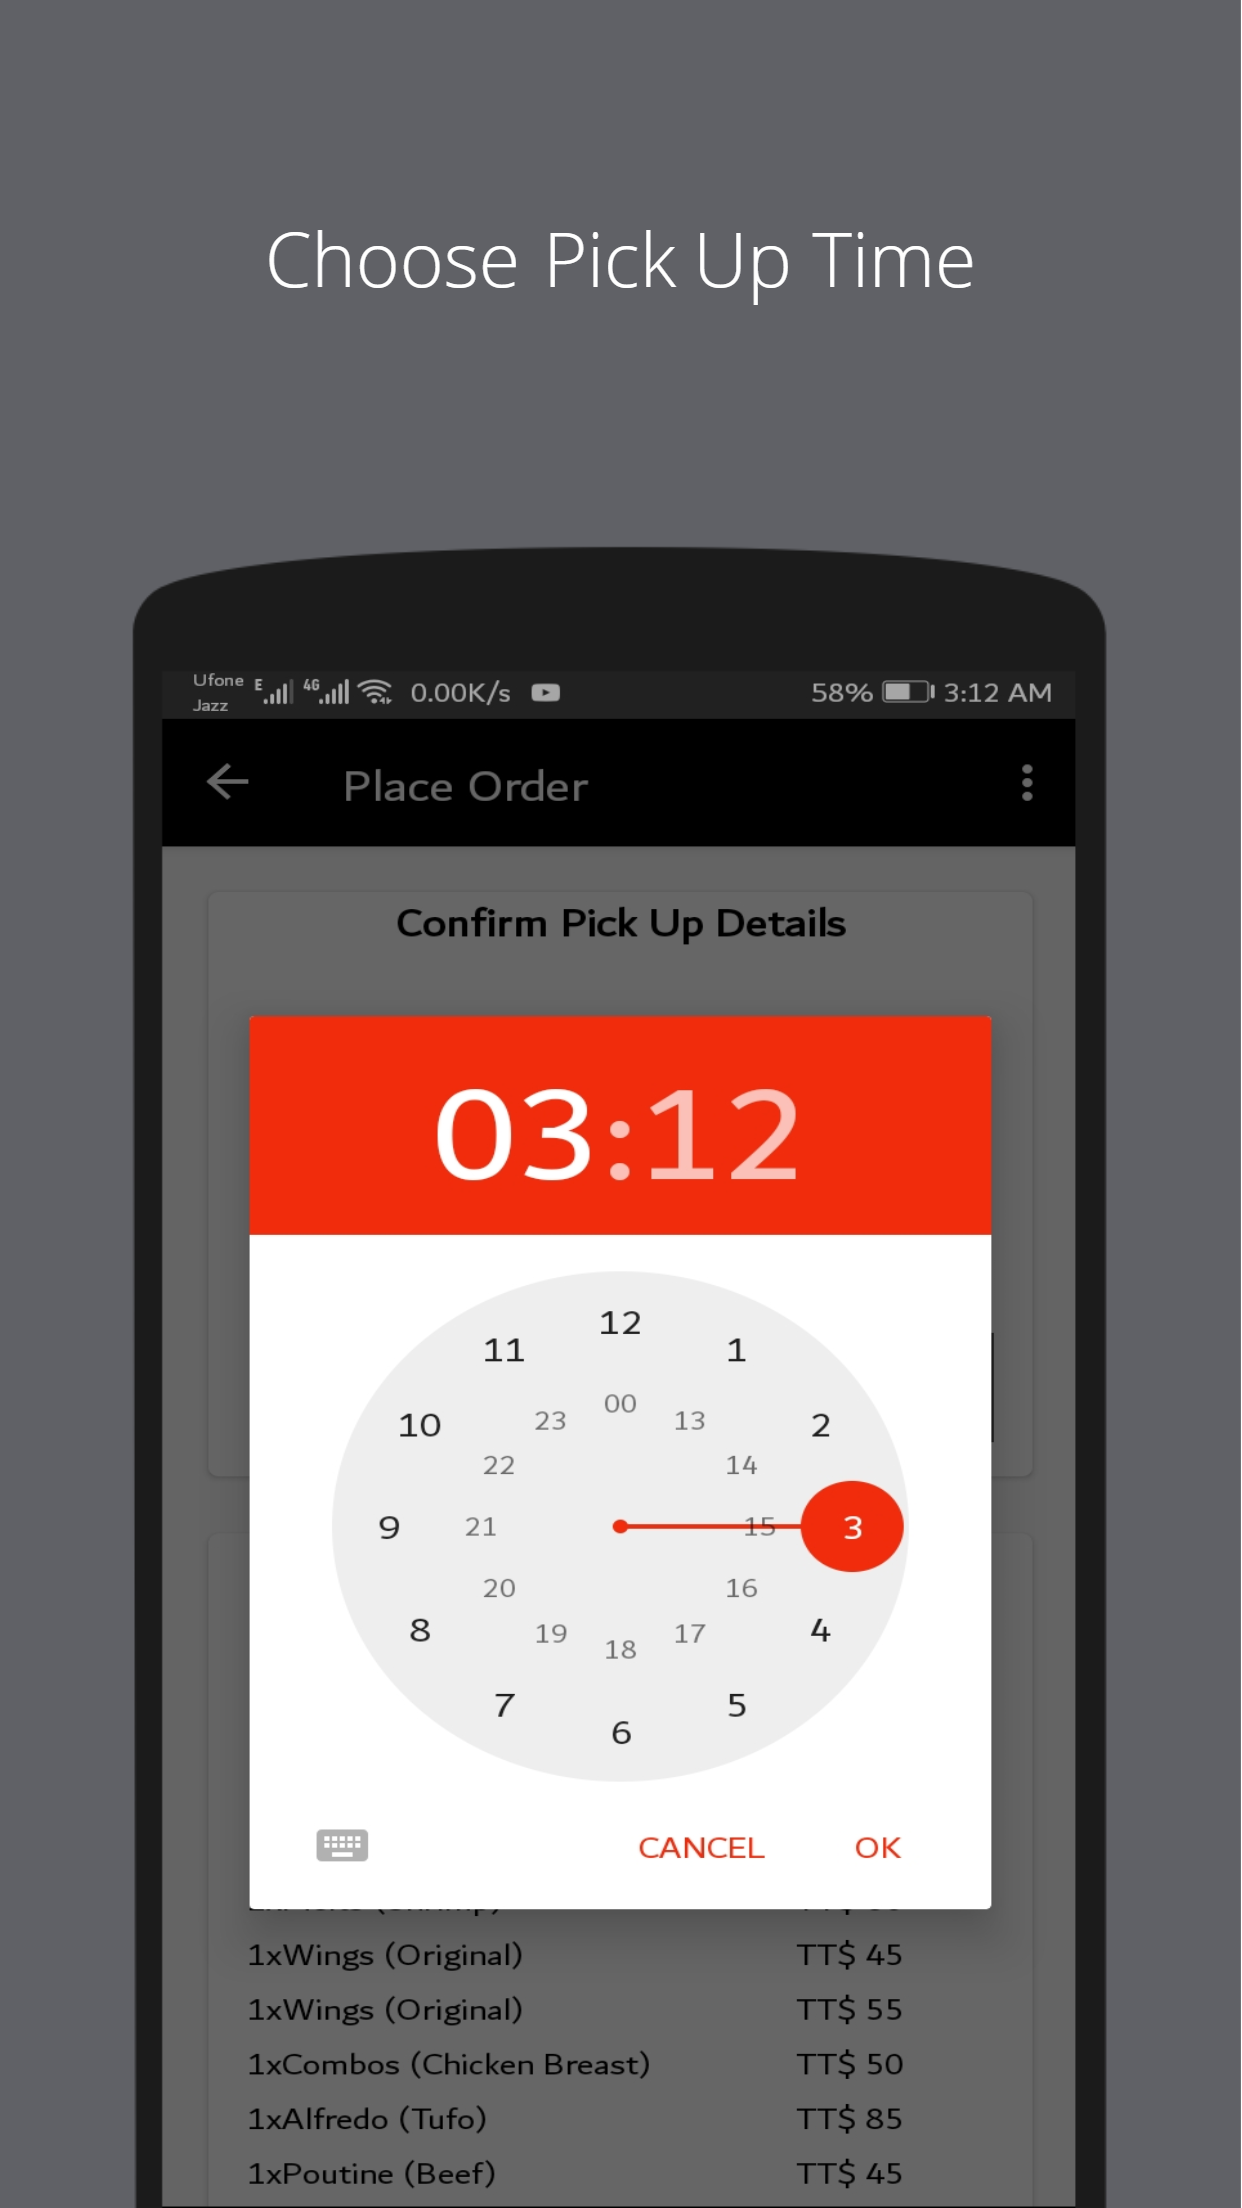 Choose Pick Up Time
Ufone
Jazz
E
4G
0.00K/s
58%
3:12 AM
Place Order
Confirm Pick Up Details
03:12
12
11
1
00
23
13
10
2
22
14
9
21
15
3
20
16
8
4
19
17
18
7
5
6
CANCEL
OK
1xWings (Original) TT$ 45
1xWings (Original) TT$ 55
1xCombos (Chicken Breast) TT$ 50
1xAlfredo (Tufo) TT$ 85
1xPoutine (Beef) TT$ 45